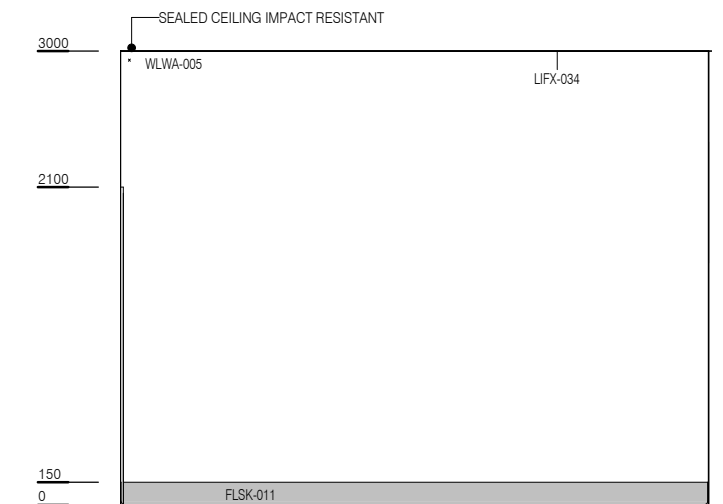 SEALED CEILING IMPACT RESISTANT
3000
WLWA-005
LIFX-034
2100
150
0
FLSK-011